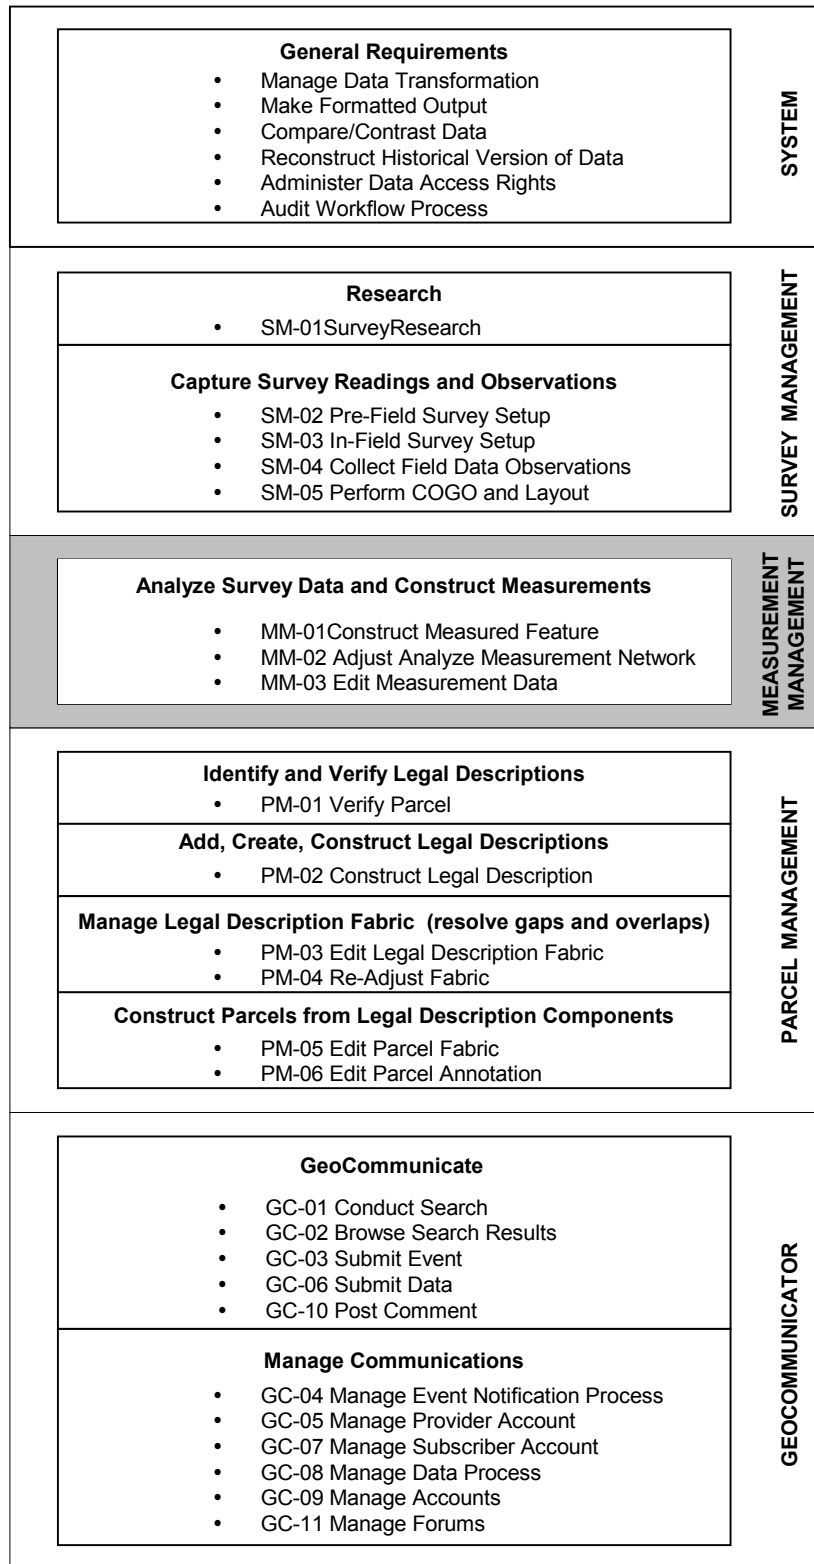 General Requirements
• Manage Data Transformation
• Make Formatted Output
• Compare/Contrast Data
• Reconstruct Historical Version of Data
• Administer Data Access Rights
• Audit Workflow Process
SYSTEM
Research
• SM-01SurveyResearch
Capture Survey Readings and Observations
• SM-02 Pre-Field Survey Setup
• SM-03 In-Field Survey Setup
• SM-04 Collect Field Data Observations
• SM-05 Perform COGO and Layout
SURVEY MANAGEMENT
Analyze Survey Data and Construct Measurements
• MM-01Construct Measured Feature
• MM-02 Adjust Analyze Measurement Network
• MM-03 Edit Measurement Data
MEASUREMENT
MANAGEMENT
Identify and Verify Legal Descriptions
• PM-01 Verify Parcel
Add, Create, Construct Legal Descriptions
• PM-02 Construct Legal Description
Manage Legal Description Fabric (resolve gaps and overlaps)
• PM-03 Edit Legal Description Fabric
• PM-04 Re-Adjust Fabric
Construct Parcels from Legal Description Components
• PM-05 Edit Parcel Fabric
• PM-06 Edit Parcel Annotation
PARCEL MANAGEMENT
GeoCommunicate
• GC-01 Conduct Search
• GC-02 Browse Search Results
• GC-03 Submit Event
• GC-06 Submit Data
• GC-10 Post Comment
Manage Communications
• GC-04 Manage Event Notification Process
• GC-05 Manage Provider Account
• GC-07 Manage Subscriber Account
• GC-08 Manage Data Process
• GC-09 Manage Accounts
• GC-11 Manage Forums
GEOCOMMUNICATOR